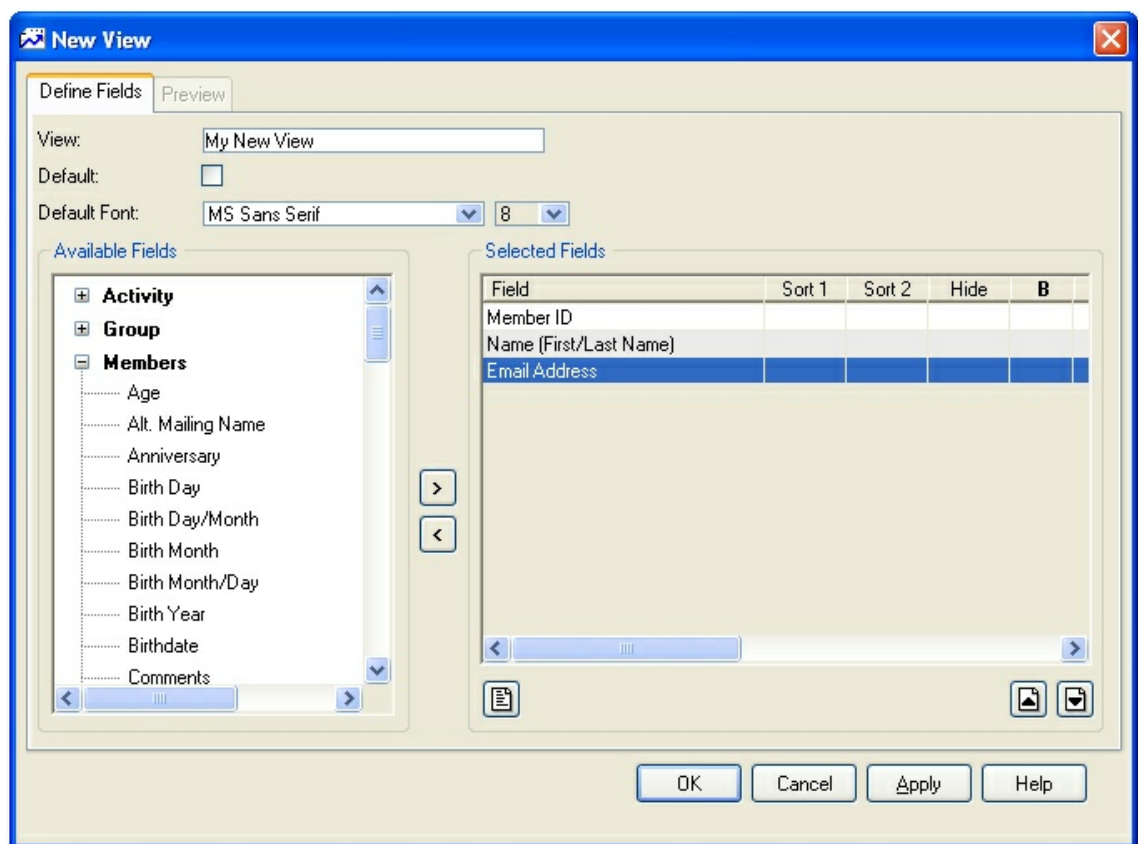 New View
Define Fields Preview
View: My New View
Default:
Default Font: MS Sans Serif 8
Available Fields
Activity
Group
Members
Age
Alt. Mailing Name
Anniversary
Birth Day
Birth Day/Month
Birth Month
Birth Month/Day
Birth Year
Birthdate
Comments
>
<
Selected Fields
Field Sort 1 Sort 2 Hide B
Member ID
Name (First/Last Name)
Email Address
OK Cancel Apply Help